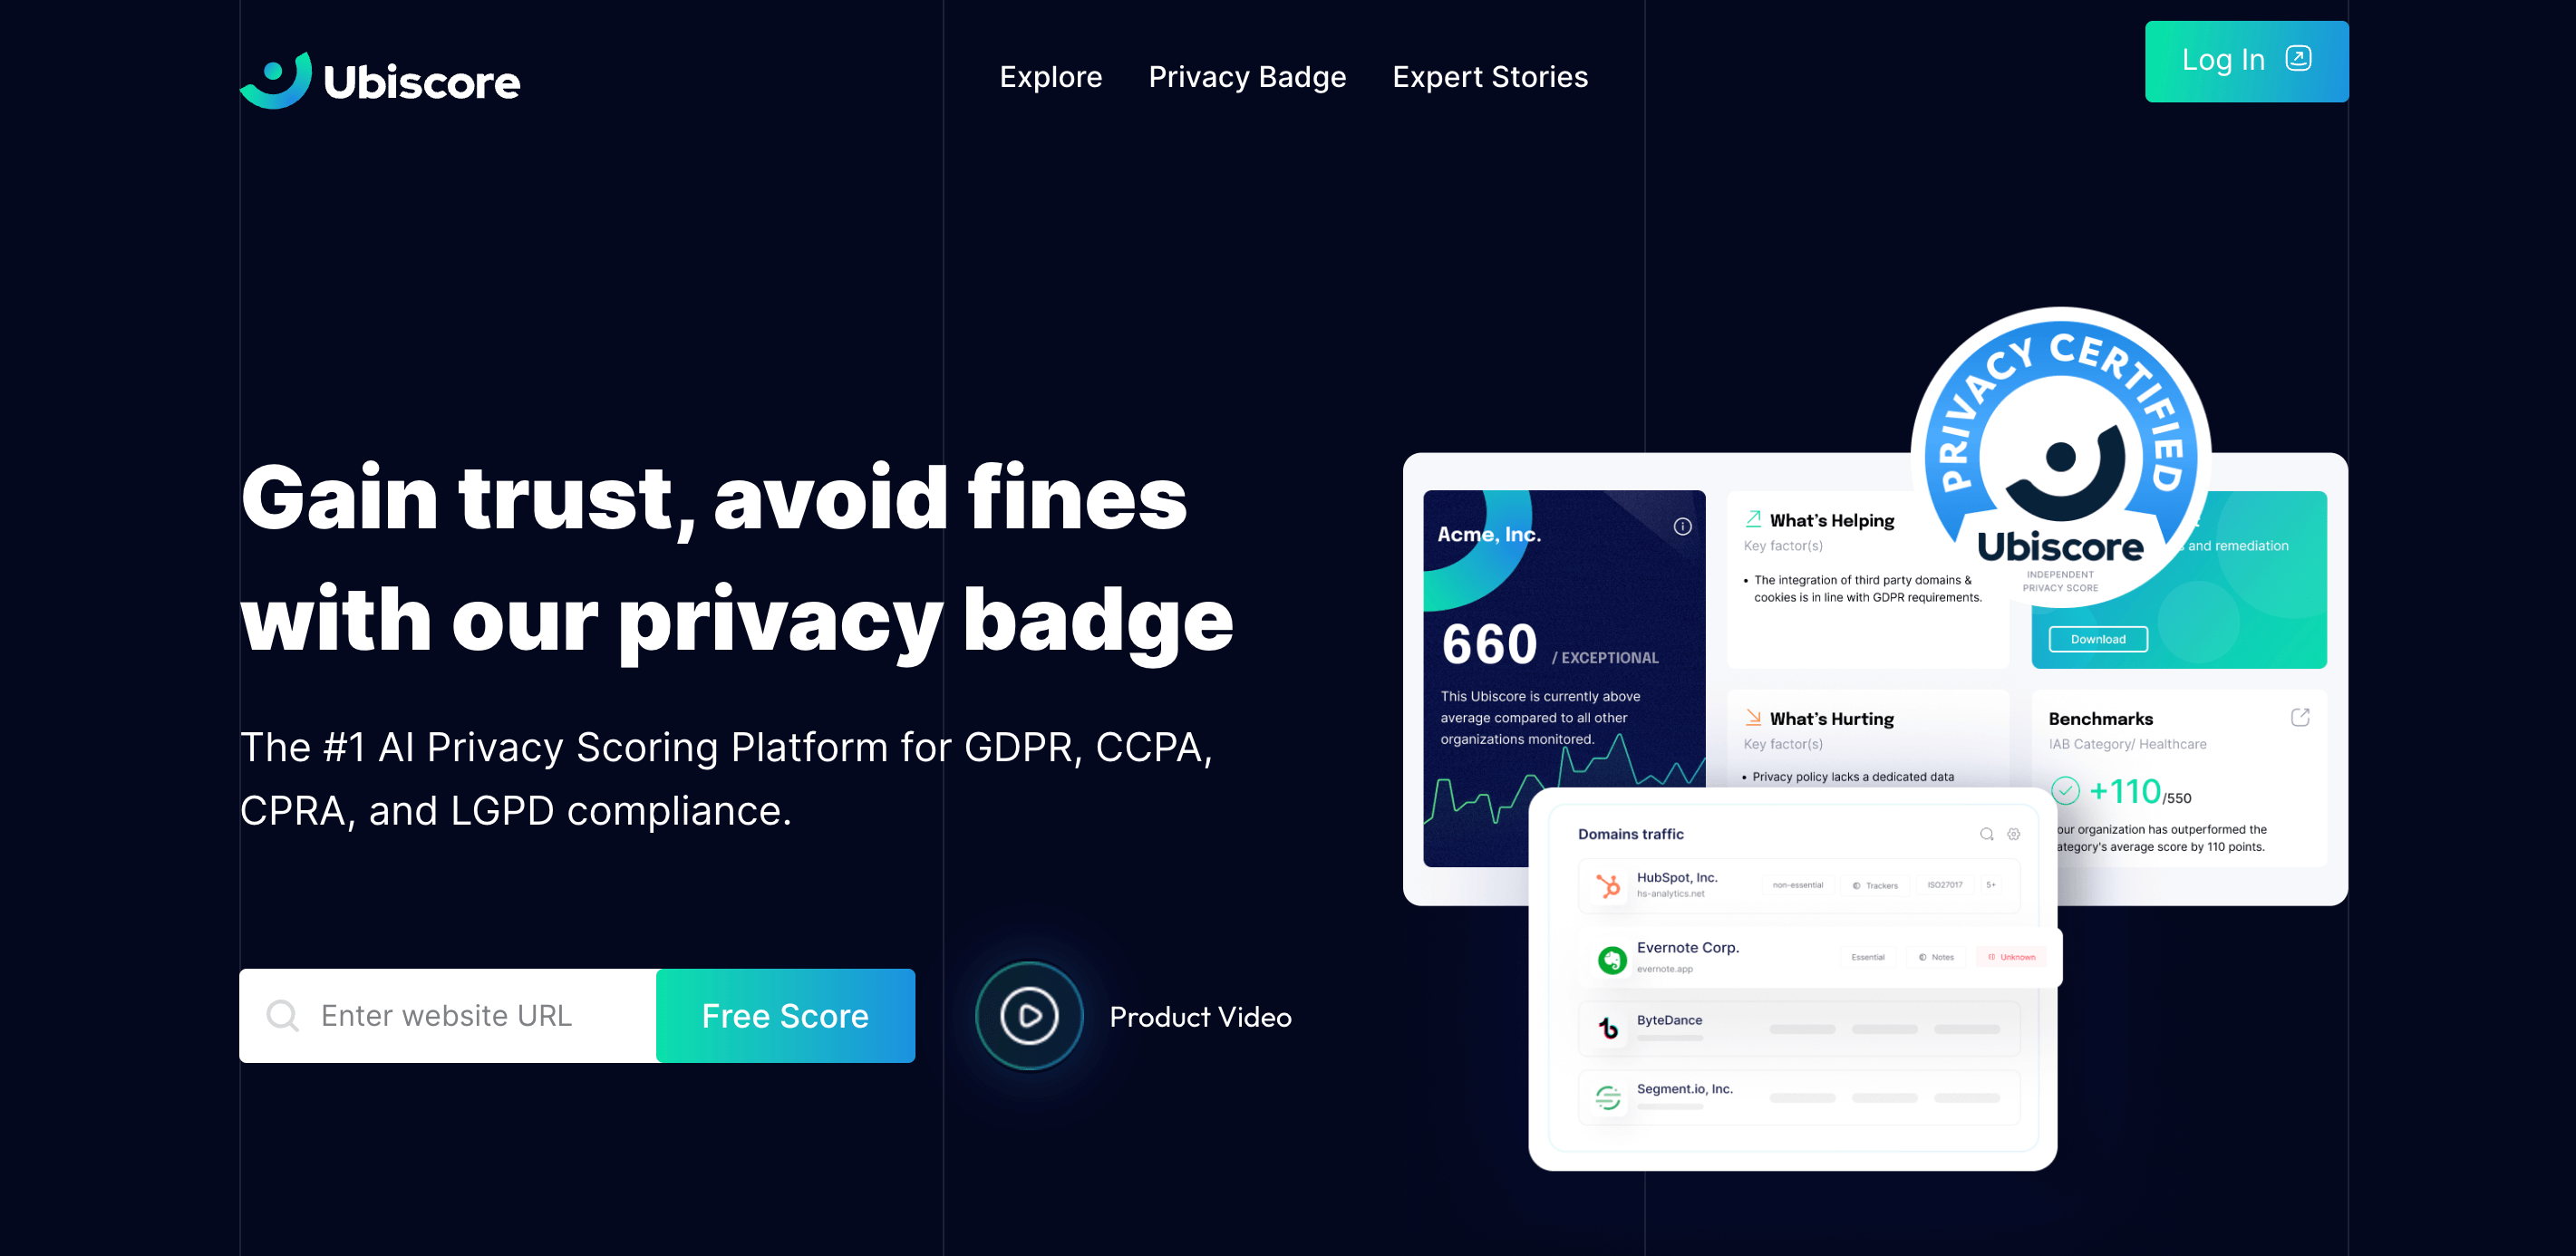 Ubiscore
Explore
Privacy Badge
Expert Stories
Log In
Gain trust, avoid fines
with our privacy badge
The #1 AI Privacy Scoring Platform for GDPR, CCPA,
CPRA, and LGPD compliance.
Enter website URL
Free Score
Product Video
PRIVACY CERTIFIED
Ubiscore
INDEPENDENT
PRIVACY SCORE
Acme, Inc.
660 / EXCEPTIONAL
This Ubiscore is currently above
average compared to all other
organizations monitored.
What's Helping
Key factor(s)
• The integration of third party domains &
cookies is in line with GDPR requirements.
and remediation
Download
What's Hurting
Key factor(s)
• Privacy policy lacks a dedicated data
Benchmarks
IAB Category/ Healthcare
+110/550
our organization has outperformed the
ategory's average score by 110 points.
Domains traffic
HubSpot, Inc.
hs-analytics.net
non-essential
Trackers
ISO27017
5+
Evernote Corp.
evernote.app
Essential
Notes
Unknown
ByteDance
Segment.io, Inc.